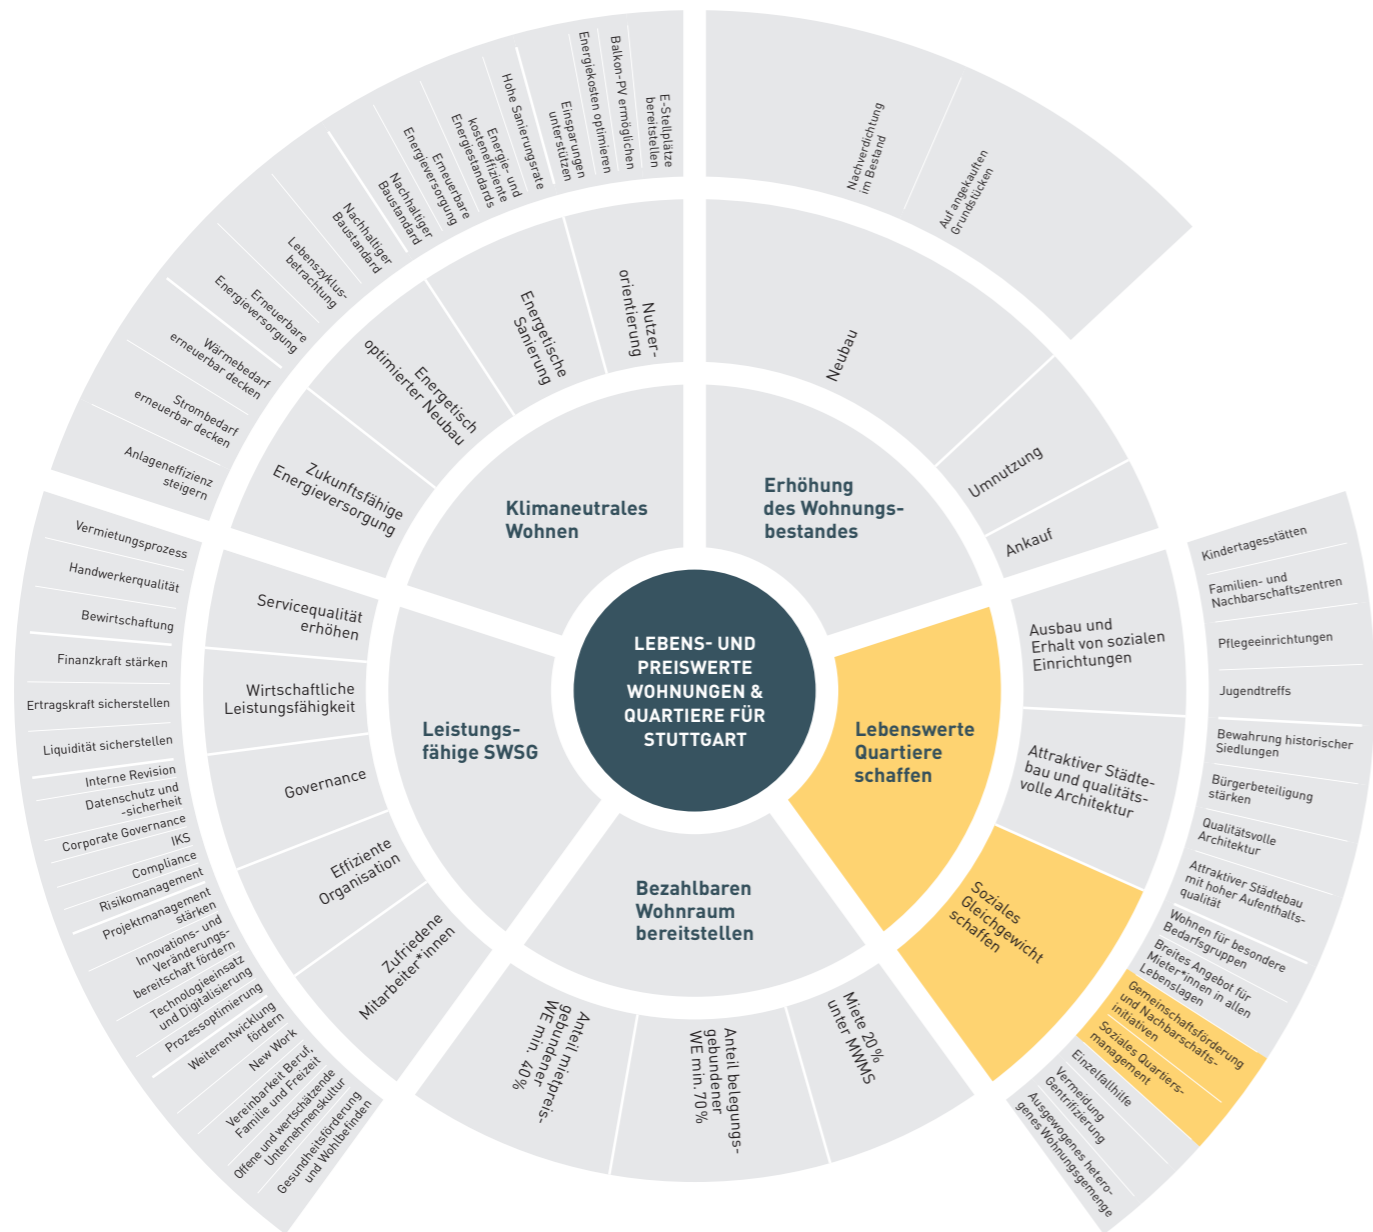 LEBENS- UND
PREISWERTE
WOHNUNGEN &
QUARTIERE FÜR
STUTTGART
Klimaneutrales
Wohnen
Zukunftsfähige
Energieversorgung
Anlageneffizienz
steigern
Strombedarf
erneuerbar decken
Wärmebedarf
erneuerbar decken
Energetisch
optimierter Neubau
Erneuerbare
Energieversorgung
Lebenszyklus-
betrachtung
Nachhaltiger
Baustandard
Energetische
Sanierung
Nachhaltiger
Baustandard
Erneuerbare
Energieversorgung
Energie- und
kosteneffiziente
Energiestandards
Hohe Sanierungsrate
Nutzer-
orientierung
Einsparungen
unterstützen
Energiekosten optimieren
Balkon-PV ermöglichen
E-Stellplätze
bereitstellen
Erhöhung
des Wohnungs-
bestandes
Neubau
Nachverdichtung
im Bestand
Auf angekauften
Grundstücken
Umnutzung
Ankauf
Lebenswerte
Quartiere
schaffen
Ausbau und
Erhalt von sozialen
Einrichtungen
Kindertagesstätten
Familien- und
Nachbarschaftszentren
Pflegeeinrichtungen
Jugendtreffs
Attraktiver Städte-
bau und qualitäts-
volle Architektur
Bewahrung historischer
Siedlungen
Bürgerbeteiligung
stärken
Qualitätsvolle
Architektur
Attraktiver Städtebau
mit hoher Aufenthalts-
qualität
Soziales
Gleichgewicht
schaffen
Wohnen für besondere
Bedarfsgruppen
Breites Angebot für
Mieter*innen in allen
Lebenslagen
Gemeinschaftsförderung
und Nachbarschafts-
initiativen
Soziales Quartiers-
management
Einzelfallhilfe
Vermeidung
Gentrifizierung
Ausgewogenes hetero-
genes Wohnungsgemenge
Bezahlbaren
Wohnraum
bereitstellen
Miete 20 %
unter MWMS
Anteil belegungs-
gebundener
WE min. 70 %
Anteil mietpreis-
gebundener
WE min. 40 %
Leistungs-
fähige SWSG
Servicequalität
erhöhen
Vermietungsprozess
Handwerkerqualität
Bewirtschaftung
Wirtschaftliche
Leistungsfähigkeit
Finanzkraft stärken
Ertragskraft sicherstellen
Liquidität sicherstellen
Governance
Interne Revision
Datenschutz und
-sicherheit
Corporate Governance
IKS
Compliance
Risikomanagement
Effiziente
Organisation
Projektmanagement
stärken
Innovations- und
Veränderungs-
bereitschaft fördern
Technologieeinsatz
und Digitalisierung
Prozessoptimierung
Zufriedene
Mitarbeiter*innen
Weiterentwicklung
fördern
New Work
Vereinbarkeit Beruf,
Familie und Freizeit
Offene und wertschätzende
Unternehmenskultur
Gesundheitsförderung
und Wohlbefinden